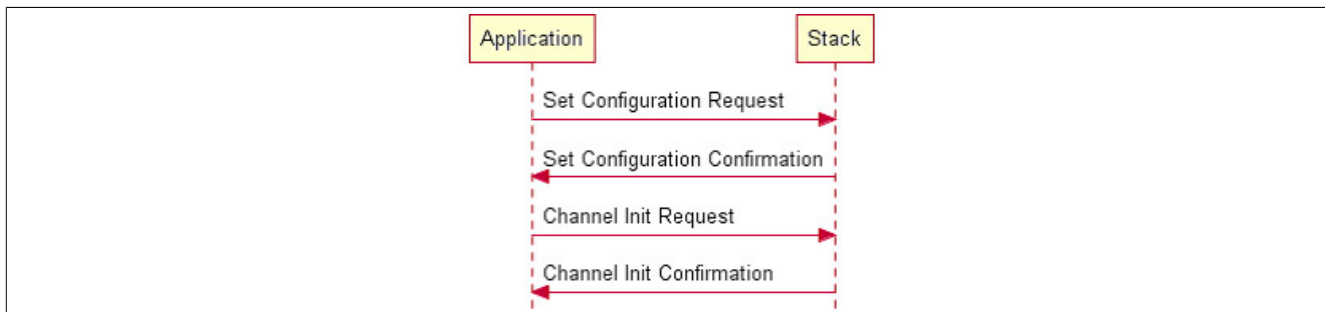 Application
Stack
Set Configuration Request
Set Configuration Confirmation
Channel Init Request
Channel Init Confirmation